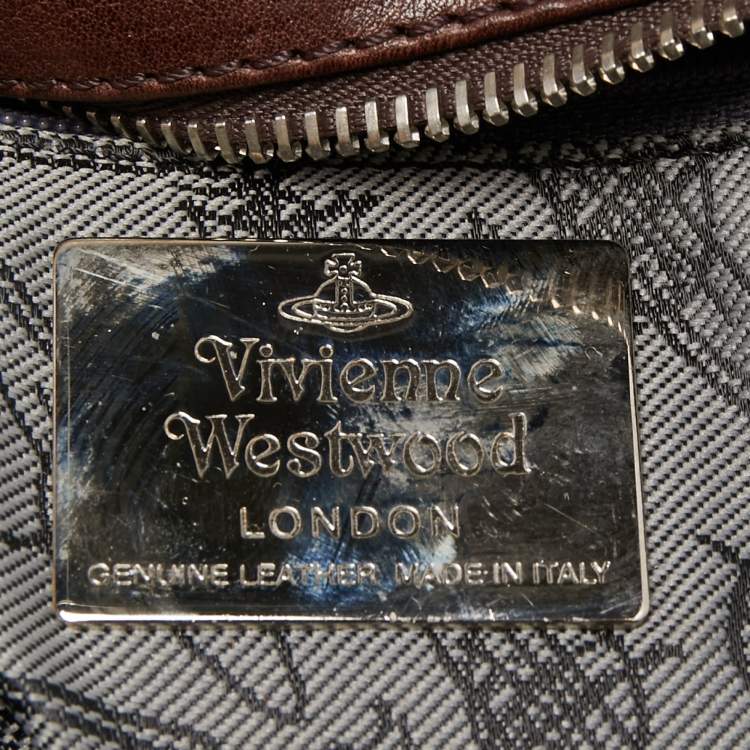 Vivienne
Westwood
LONDON
GENUINE LEATHER MADE IN ITALY